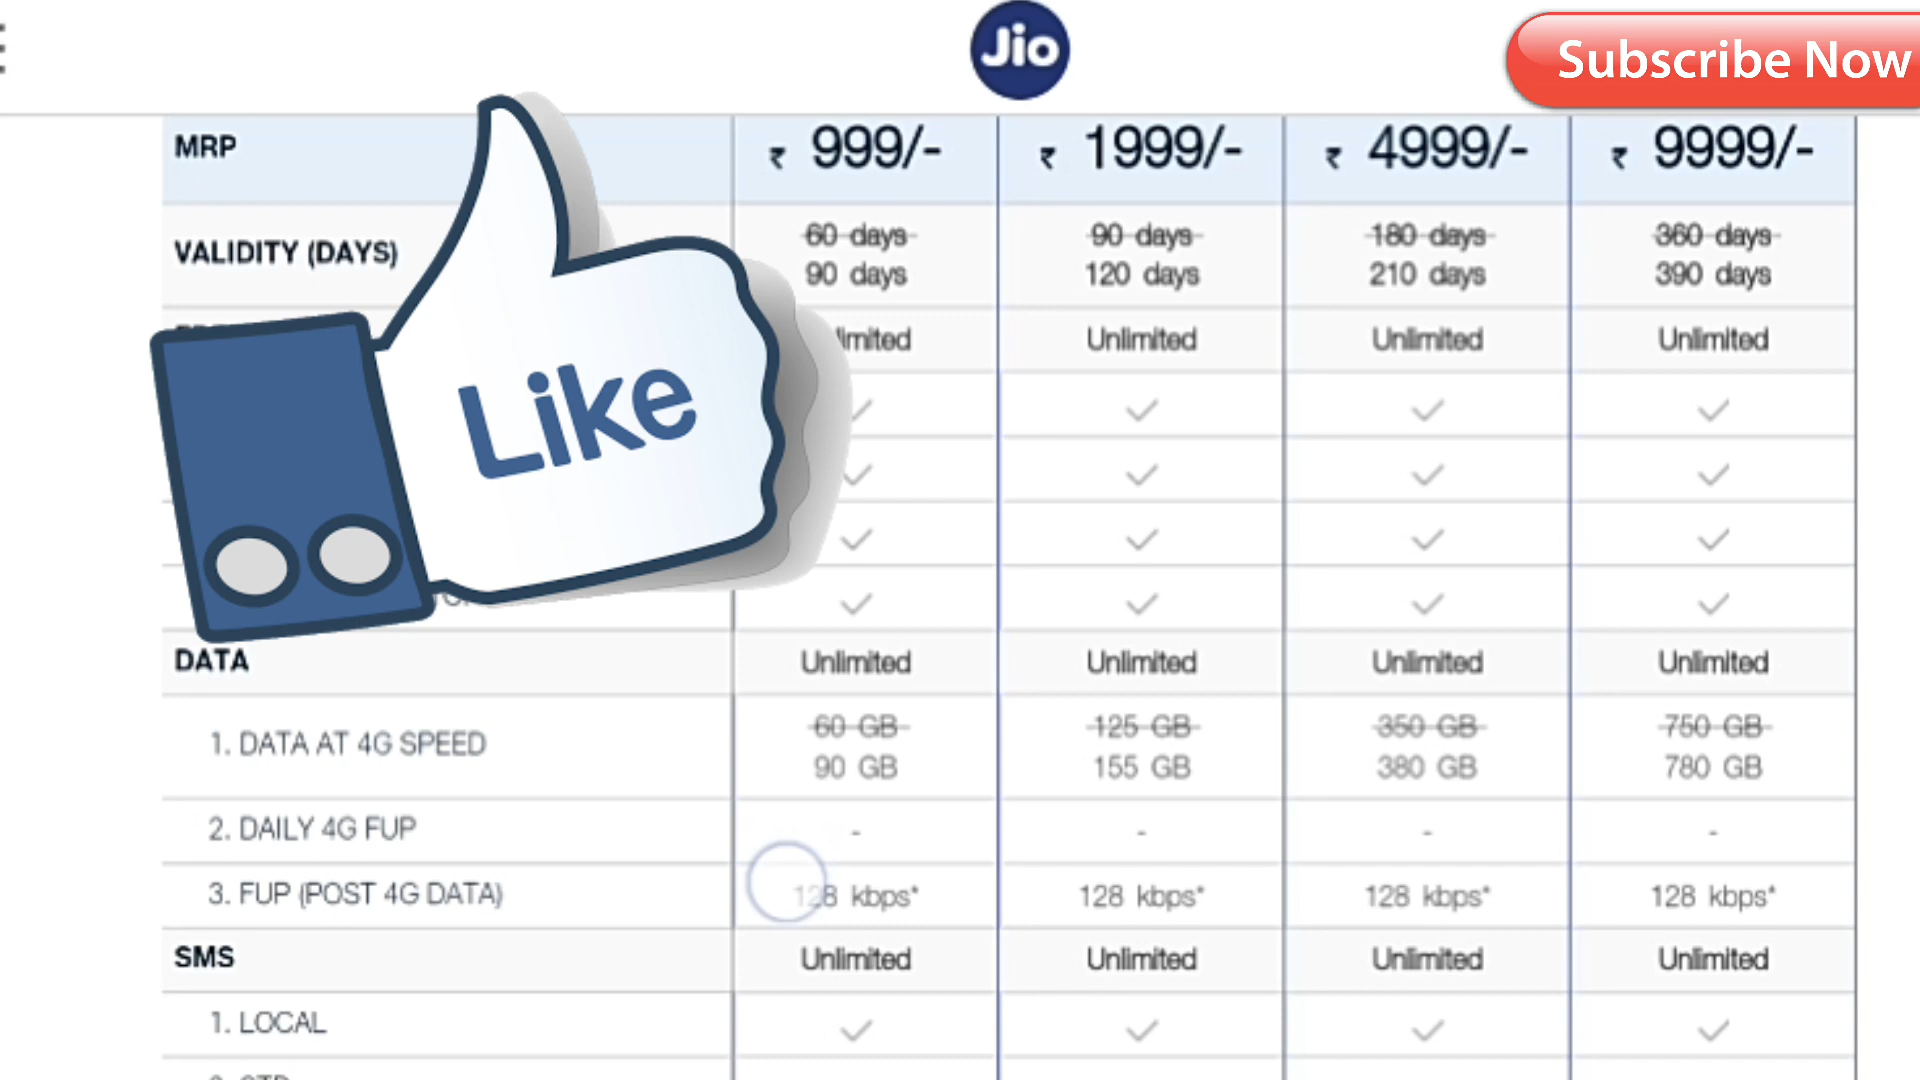 Jio
Subscribe Now
MRP ₹ 999/- ₹ 1999/- ₹ 4999/- ₹ 9999/-
VALIDITY (DAYS) 60 days 90 days 180 days 360 days
90 days 120 days 210 days 390 days
Unlimited Unlimited Unlimited
Like
DATA Unlimited Unlimited Unlimited Unlimited
60 GB 125 GB 350 GB 750 GB
1. DATA AT 4G SPEED
90 GB 155 GB 380 GB 780 GB
2. DAILY 4G FUP - - - -
3. FUP (POST 4G DATA) 128 kbps* 128 kbps* 128 kbps* 128 kbps*
SMS Unlimited Unlimited Unlimited Unlimited
1. LOCAL